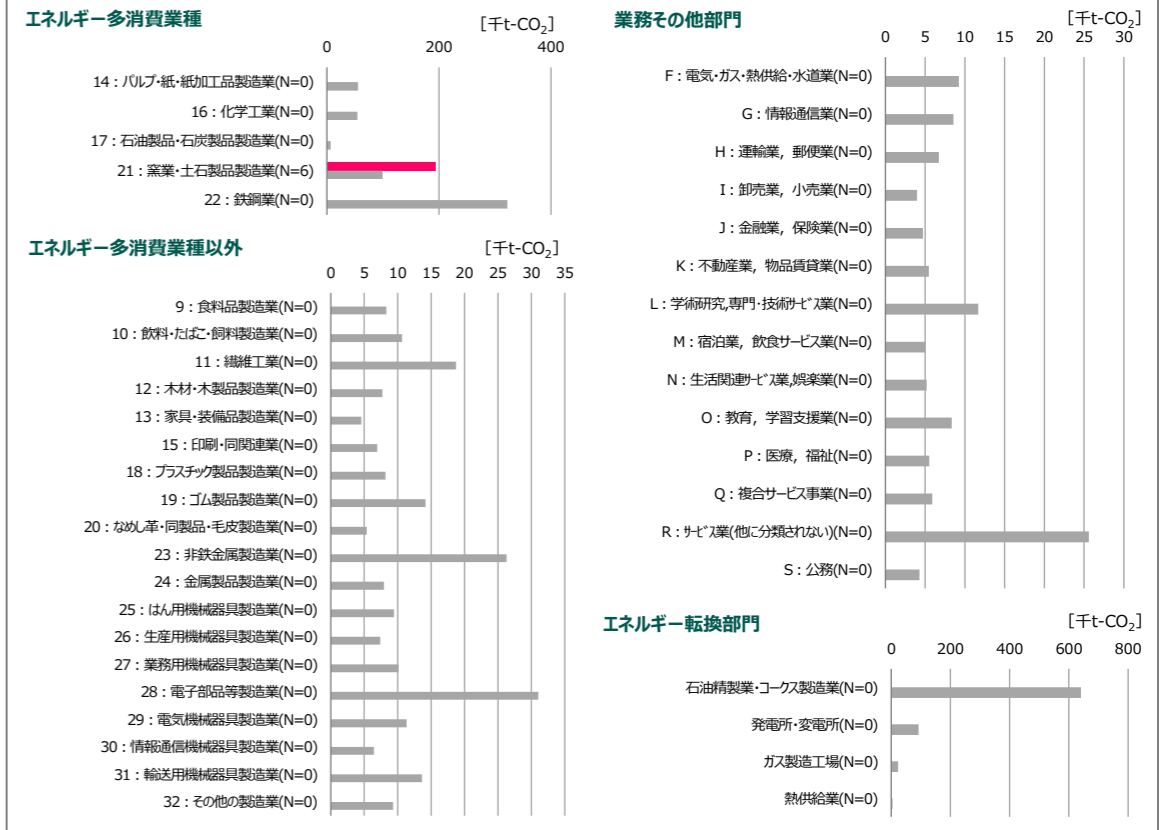 エネルギー多消費業種
[千t-CO₂]
0 200 400
14：パルプ・紙・紙加工品製造業(N=0)
16：化学工業(N=0)
17：石油製品・石炭製品製造業(N=0)
21：窯業・土石製品製造業(N=6)
22：鉄鋼業(N=0)
エネルギー多消費業種以外
[千t-CO₂]
0 5 10 15 20 25 30 35
9：食料品製造業(N=0)
10：飲料・たばこ・飼料製造業(N=0)
11：繊維工業(N=0)
12：木材・木製品製造業(N=0)
13：家具・装備品製造業(N=0)
15：印刷・同関連業(N=0)
18：プラスチック製品製造業(N=0)
19：ゴム製品製造業(N=0)
20：なめし革・同製品・毛皮製造業(N=0)
23：非鉄金属製造業(N=0)
24：金属製品製造業(N=0)
25：はん用機械器具製造業(N=0)
26：生産用機械器具製造業(N=0)
27：業務用機械器具製造業(N=0)
28：電子部品等製造業(N=0)
29：電気機械器具製造業(N=0)
30：情報通信機械器具製造業(N=0)
31：輸送用機械器具製造業(N=0)
32：その他の製造業(N=0)
業務その他部門
[千t-CO₂]
0 5 10 15 20 25 30
F：電気・ガス・熱供給・水道業(N=0)
G：情報通信業(N=0)
H：運輸業，郵便業(N=0)
I：卸売業，小売業(N=0)
J：金融業，保険業(N=0)
K：不動産業，物品賃貸業(N=0)
L：学術研究,専門・技術サービス業(N=0)
M：宿泊業，飲食サービス業(N=0)
N：生活関連サービス業,娯楽業(N=0)
O：教育，学習支援業(N=0)
P：医療，福祉(N=0)
Q：複合サービス事業(N=0)
R：サービス業(他に分類されない)(N=0)
S：公務(N=0)
エネルギー転換部門
[千t-CO₂]
0 200 400 600 800
石油精製業・コークス製造業(N=0)
発電所・変電所(N=0)
ガス製造工場(N=0)
熱供給業(N=0)